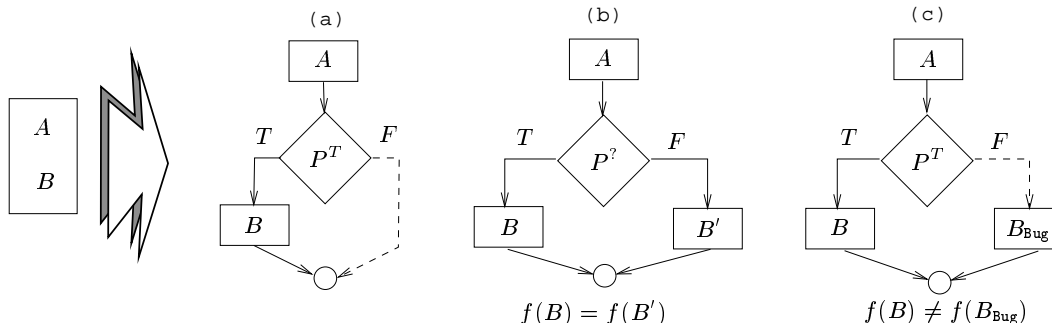 (a) (b) (c)
A A A
A
T F T F T F
P^T P^? P^T
B
B B B' B B_Bug
f(B) = f(B') f(B) ≠ f(B_Bug)